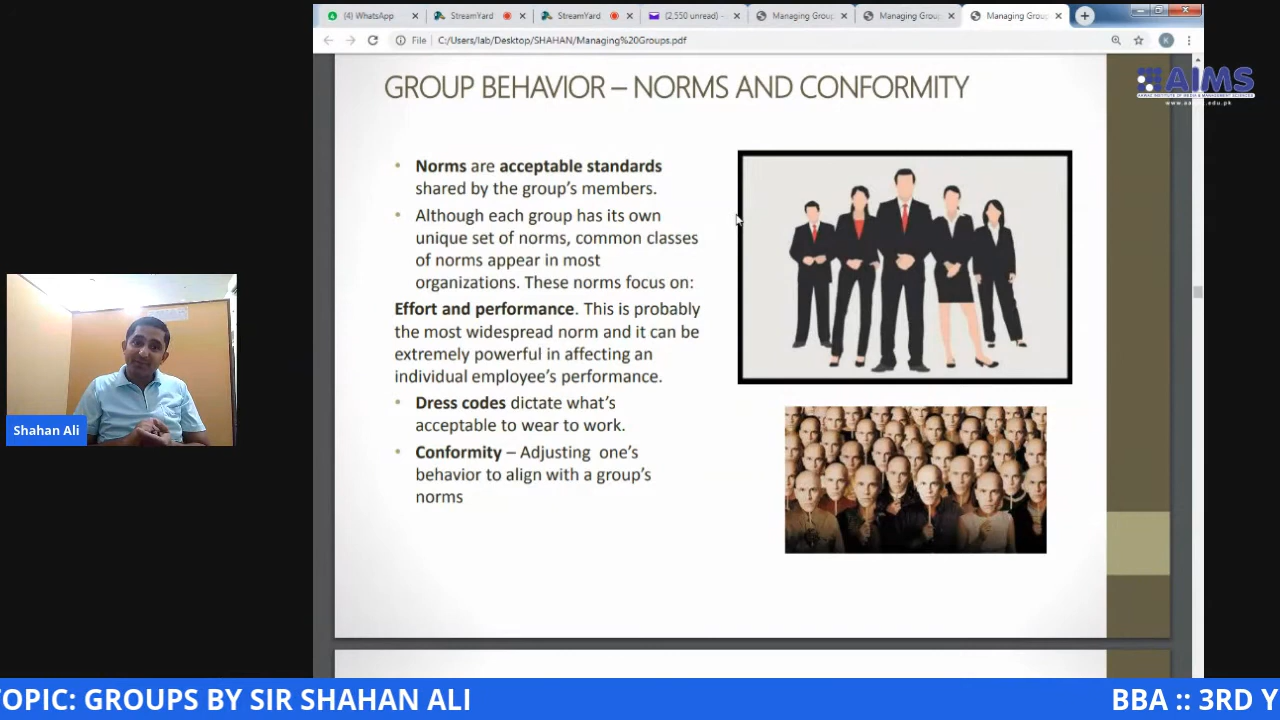 (4) WhatsApp
StreamYard
StreamYard
(2,550 unread) -
Managing Group
Managing Group
Managing Group
File
C:/Users/lab/Desktop/SHAHAN/Managing%20Groups.pdf
K
GROUP BEHAVIOR – NORMS AND CONFORMITY
AIMS
• Norms are acceptable standards
shared by the group's members.
• Although each group has its own
unique set of norms, common classes
of norms appear in most
organizations. These norms focus on:
Effort and performance. This is probably
the most widespread norm and it can be
extremely powerful in affecting an
individual employee's performance.
• Dress codes dictate what's
acceptable to wear to work.
• Conformity – Adjusting one's
behavior to align with a group's
norms
Shahan Ali
TOPIC: GROUPS BY SIR SHAHAN ALI
BBA :: 3RD Y